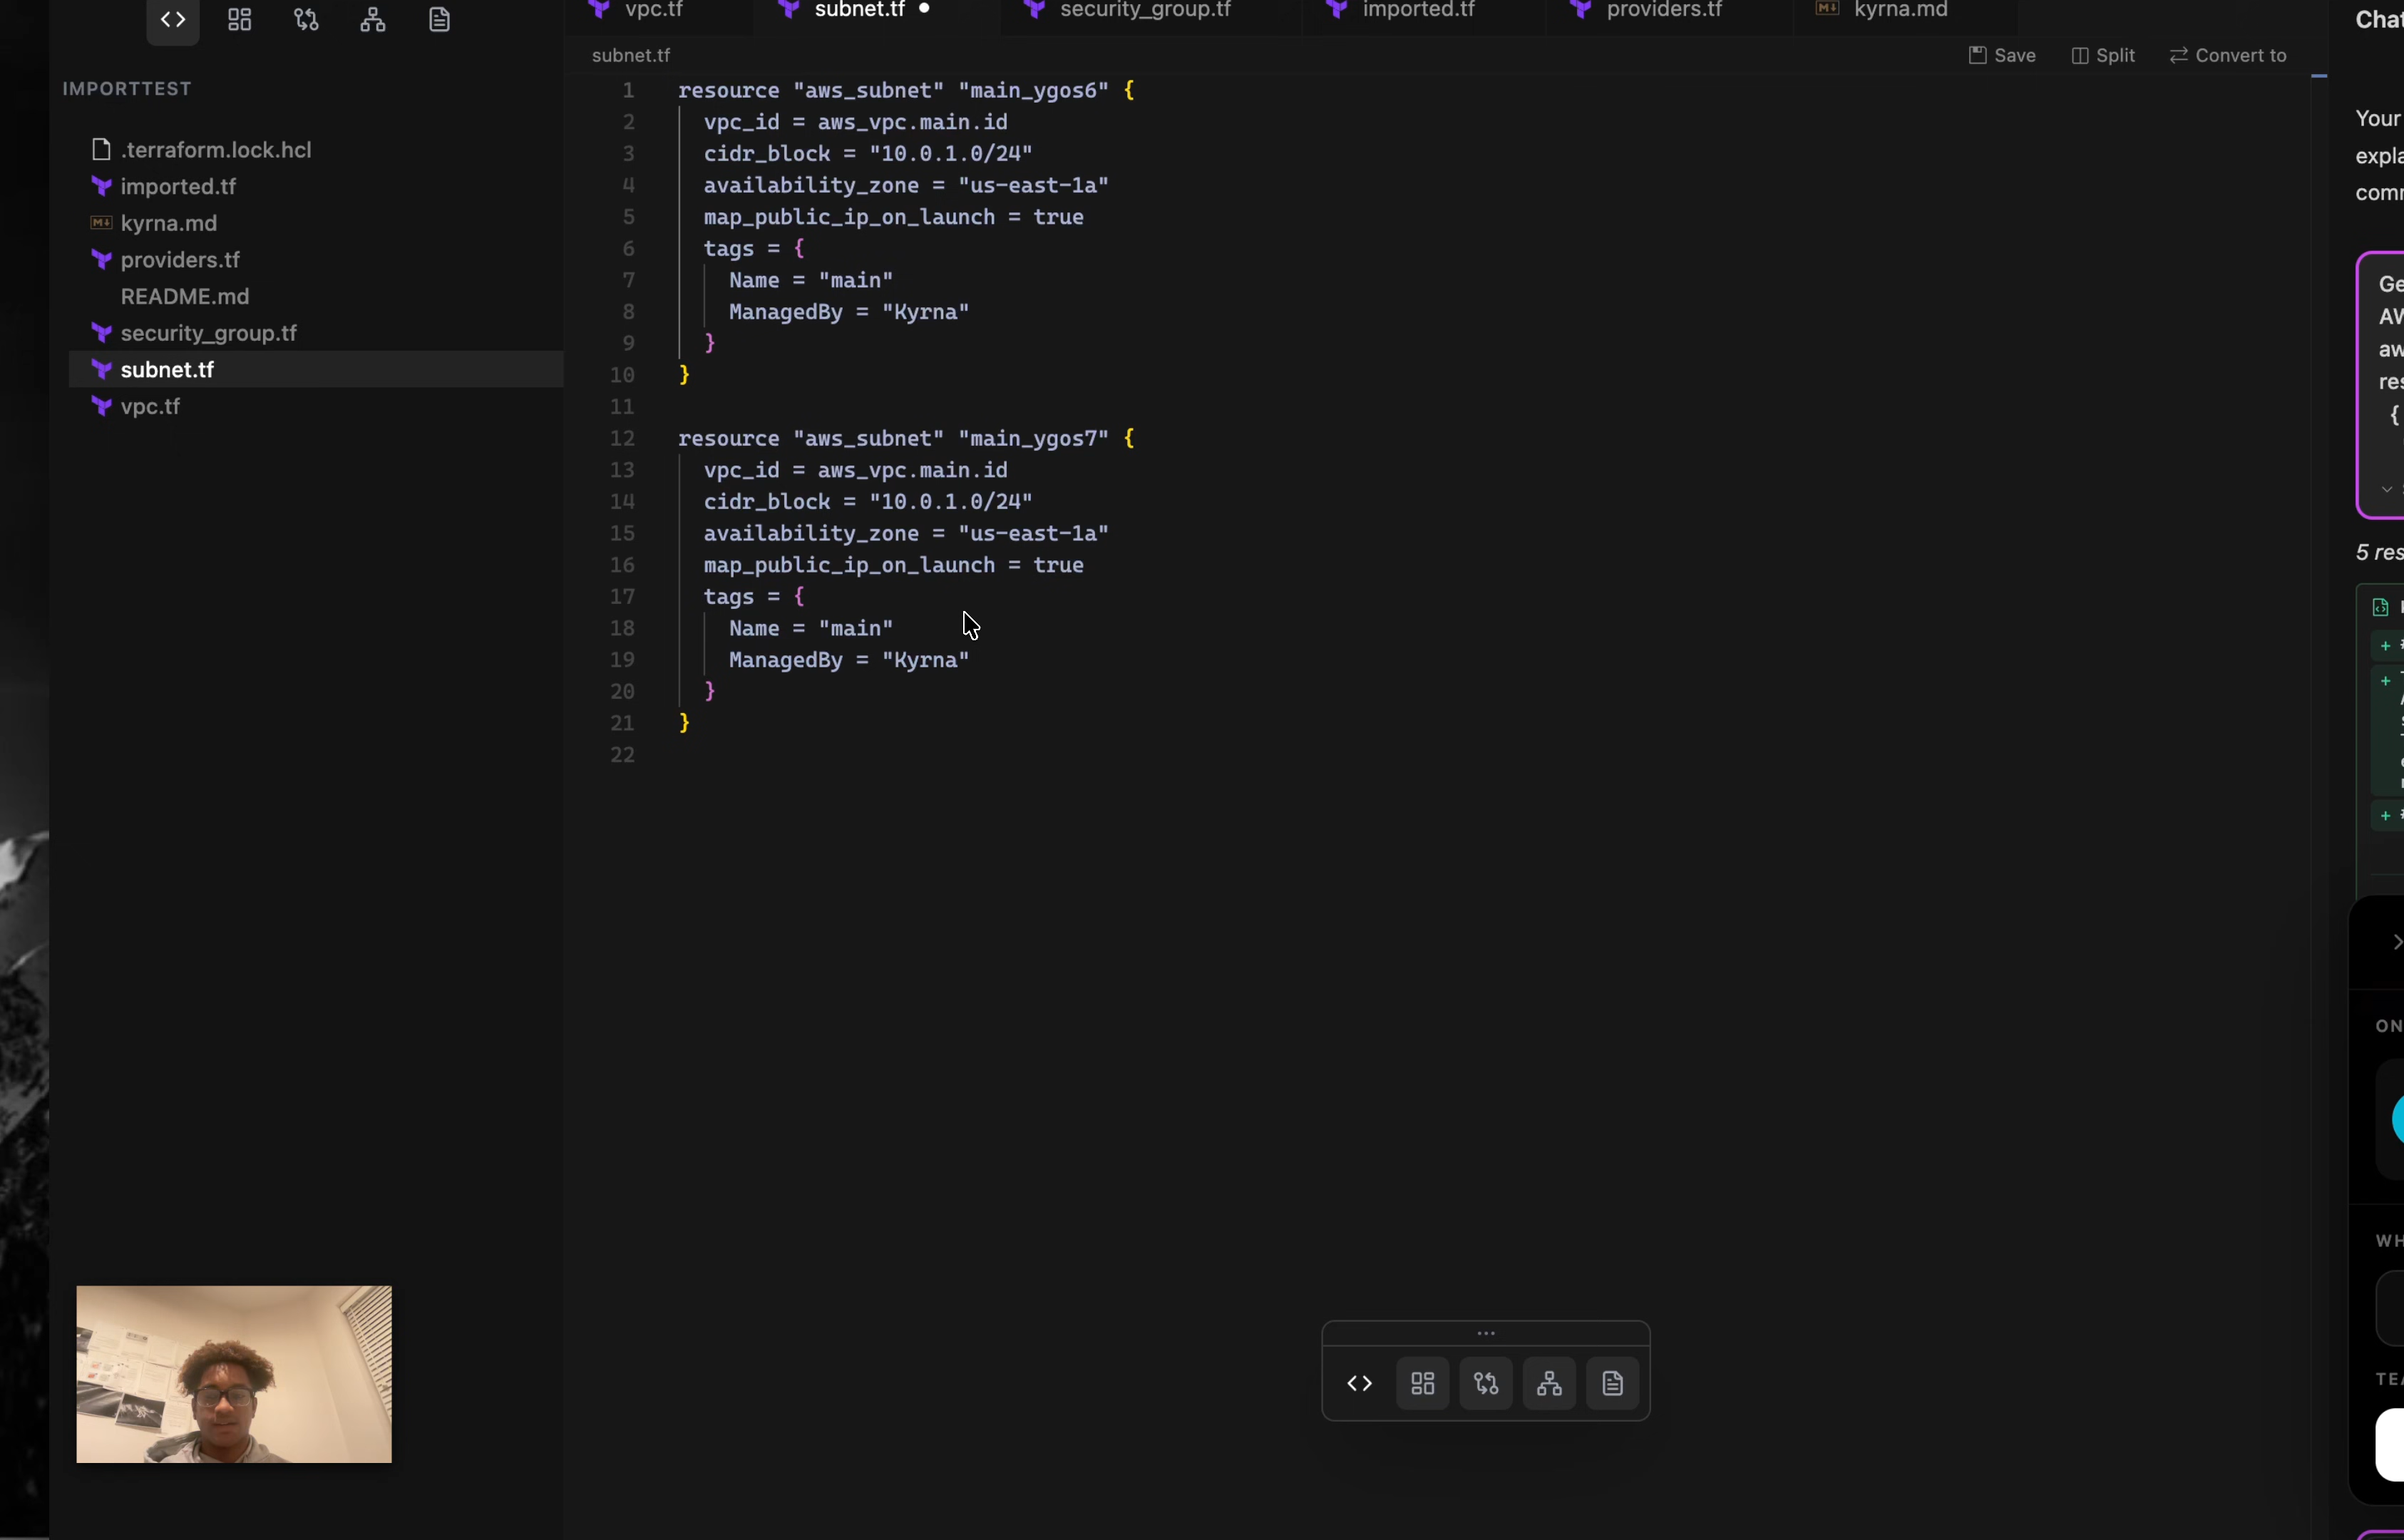 vpc.tf
subnet.tf
security_group.tf
imported.tf
providers.tf
kyrna.md
subnet.tf
Save
Split
Convert to
IMPORTTEST
.terraform.lock.hcl
imported.tf
kyrna.md
providers.tf
README.md
security_group.tf
subnet.tf
vpc.tf
1 resource "aws_subnet" "main_ygos6" {
2 vpc_id = aws_vpc.main.id
3 cidr_block = "10.0.1.0/24"
4 availability_zone = "us-east-1a"
5 map_public_ip_on_launch = true
6 tags = {
7 Name = "main"
8 ManagedBy = "Kyrna"
9 }
10 }
11
12 resource "aws_subnet" "main_ygos7" {
13 vpc_id = aws_vpc.main.id
14 cidr_block = "10.0.1.0/24"
15 availability_zone = "us-east-1a"
16 map_public_ip_on_launch = true
17 tags = {
18 Name = "main"
19 ManagedBy = "Kyrna"
20 }
21 }
22
Chat
Your
{